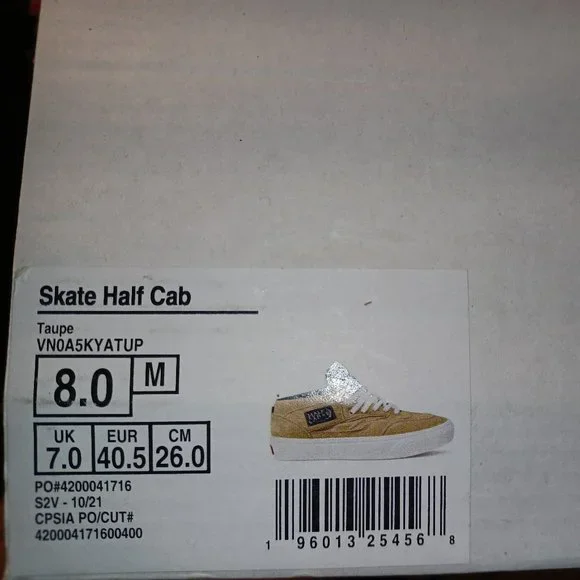 Skate Half Cab
Taupe
VN0A5KYATUP
8.0 M
UK EUR CM
7.0 40.5 26.0
PO#4200041716
S2V - 10/21
CPSIA PO/CUT#
420004171600400
1 96013 25456 8